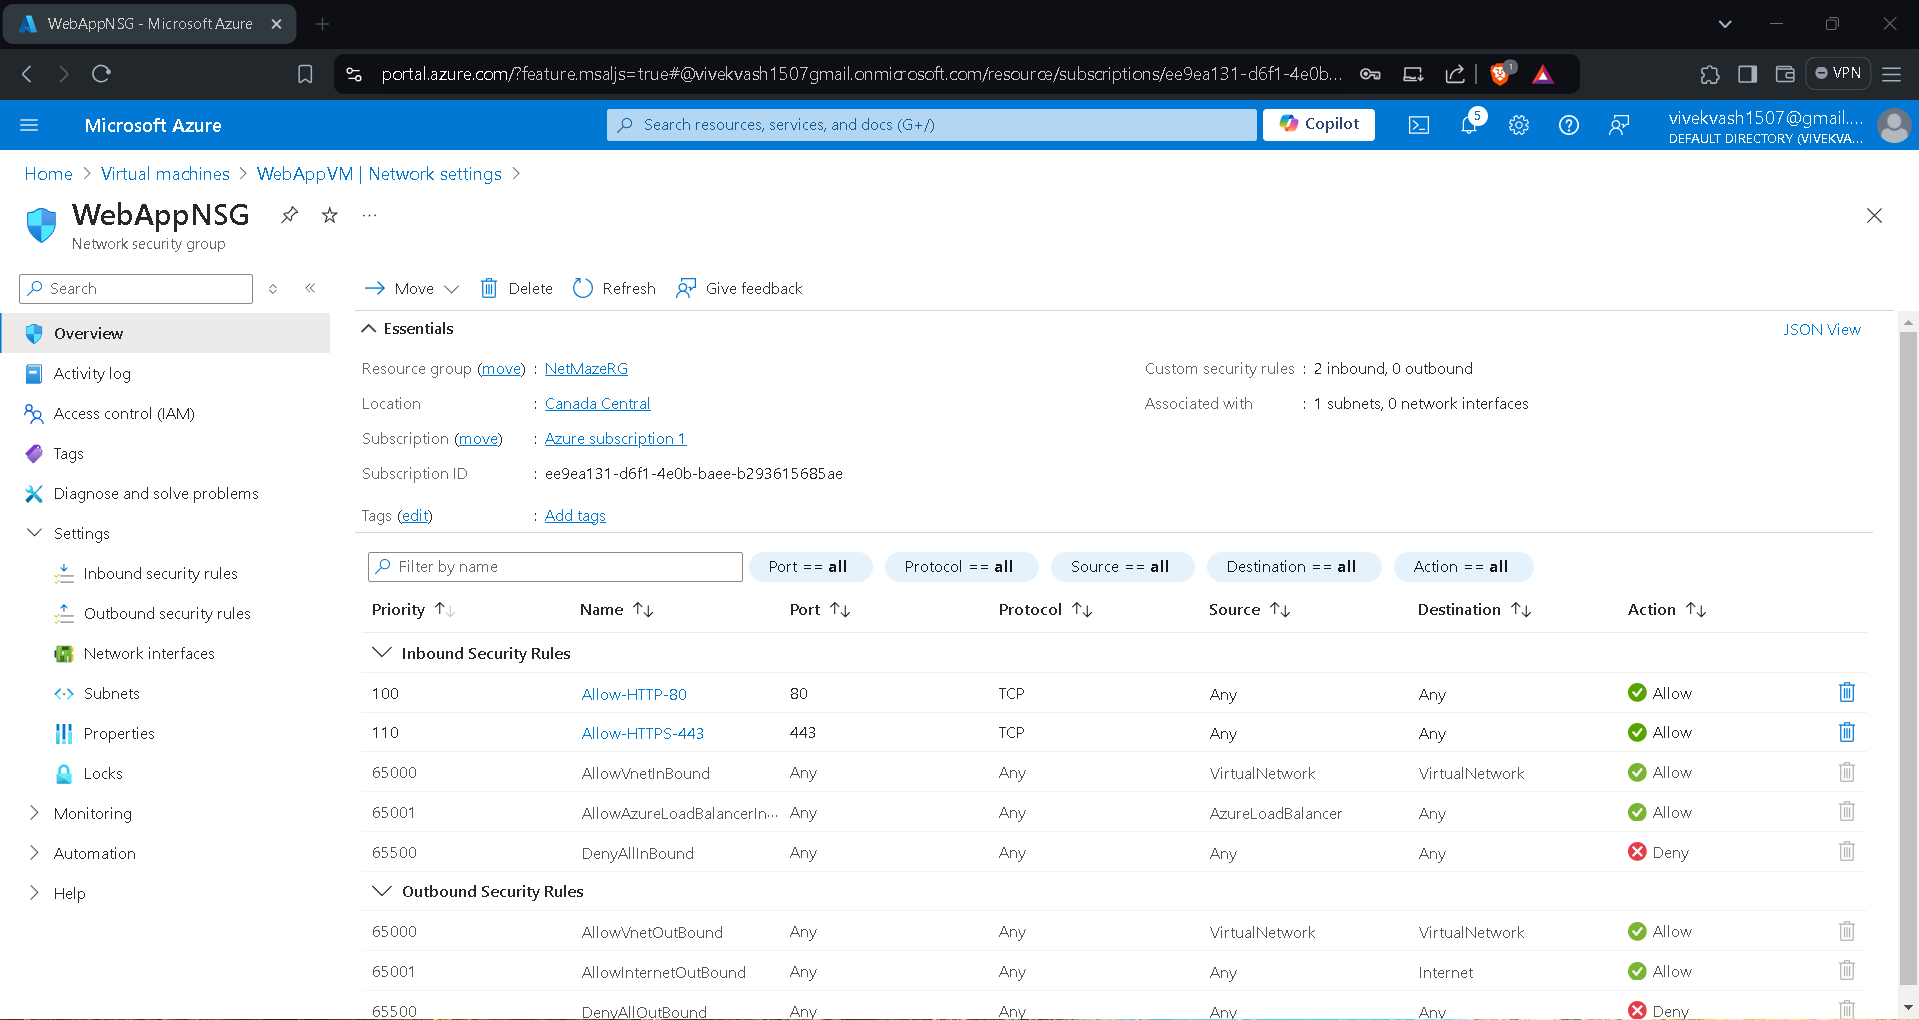 WebAppNSG - Microsoft Azure
portal.azure.com/?feature.msaljs=true#@vivekvash1507gmail.onmicrosoft.com/resource/subscriptions/ee9ea131-d6f1-4e0b...
1
VPN
Microsoft Azure
Search resources, services, and docs (G+/)
Copilot
5
vivekvash1507@gmail....
DEFAULT DIRECTORY (VIVEKVA...
Home > Virtual machines > WebAppVM | Network settings >
WebAppNSG
Network security group
Search
Overview
Activity log
Access control (IAM)
Tags
Diagnose and solve problems
Settings
Inbound security rules
Outbound security rules
Network interfaces
Subnets
Properties
Locks
Monitoring
Automation
Help
Move Delete Refresh Give feedback
Essentials
JSON View
Resource group (move) : NetMazeRG
Location : Canada Central
Subscription (move) : Azure subscription 1
Subscription ID : ee9ea131-d6f1-4e0b-baee-b293615685ae
Tags (edit) : Add tags
Custom security rules : 2 inbound, 0 outbound
Associated with : 1 subnets, 0 network interfaces
Filter by name Port == all Protocol == all Source == all Destination == all Action == all
Priority Name Port Protocol Source Destination Action
Inbound Security Rules
100 Allow-HTTP-80 80 TCP Any Any Allow
110 Allow-HTTPS-443 443 TCP Any Any Allow
65000 AllowVnetInBound Any Any VirtualNetwork VirtualNetwork Allow
65001 AllowAzureLoadBalancerIn... Any Any AzureLoadBalancer Any Allow
65500 DenyAllInBound Any Any Any Any Deny
Outbound Security Rules
65000 AllowVnetOutBound Any Any VirtualNetwork VirtualNetwork Allow
65001 AllowInternetOutBound Any Any Any Internet Allow
65500 DenyAllOutBound Any Any Any Any Deny